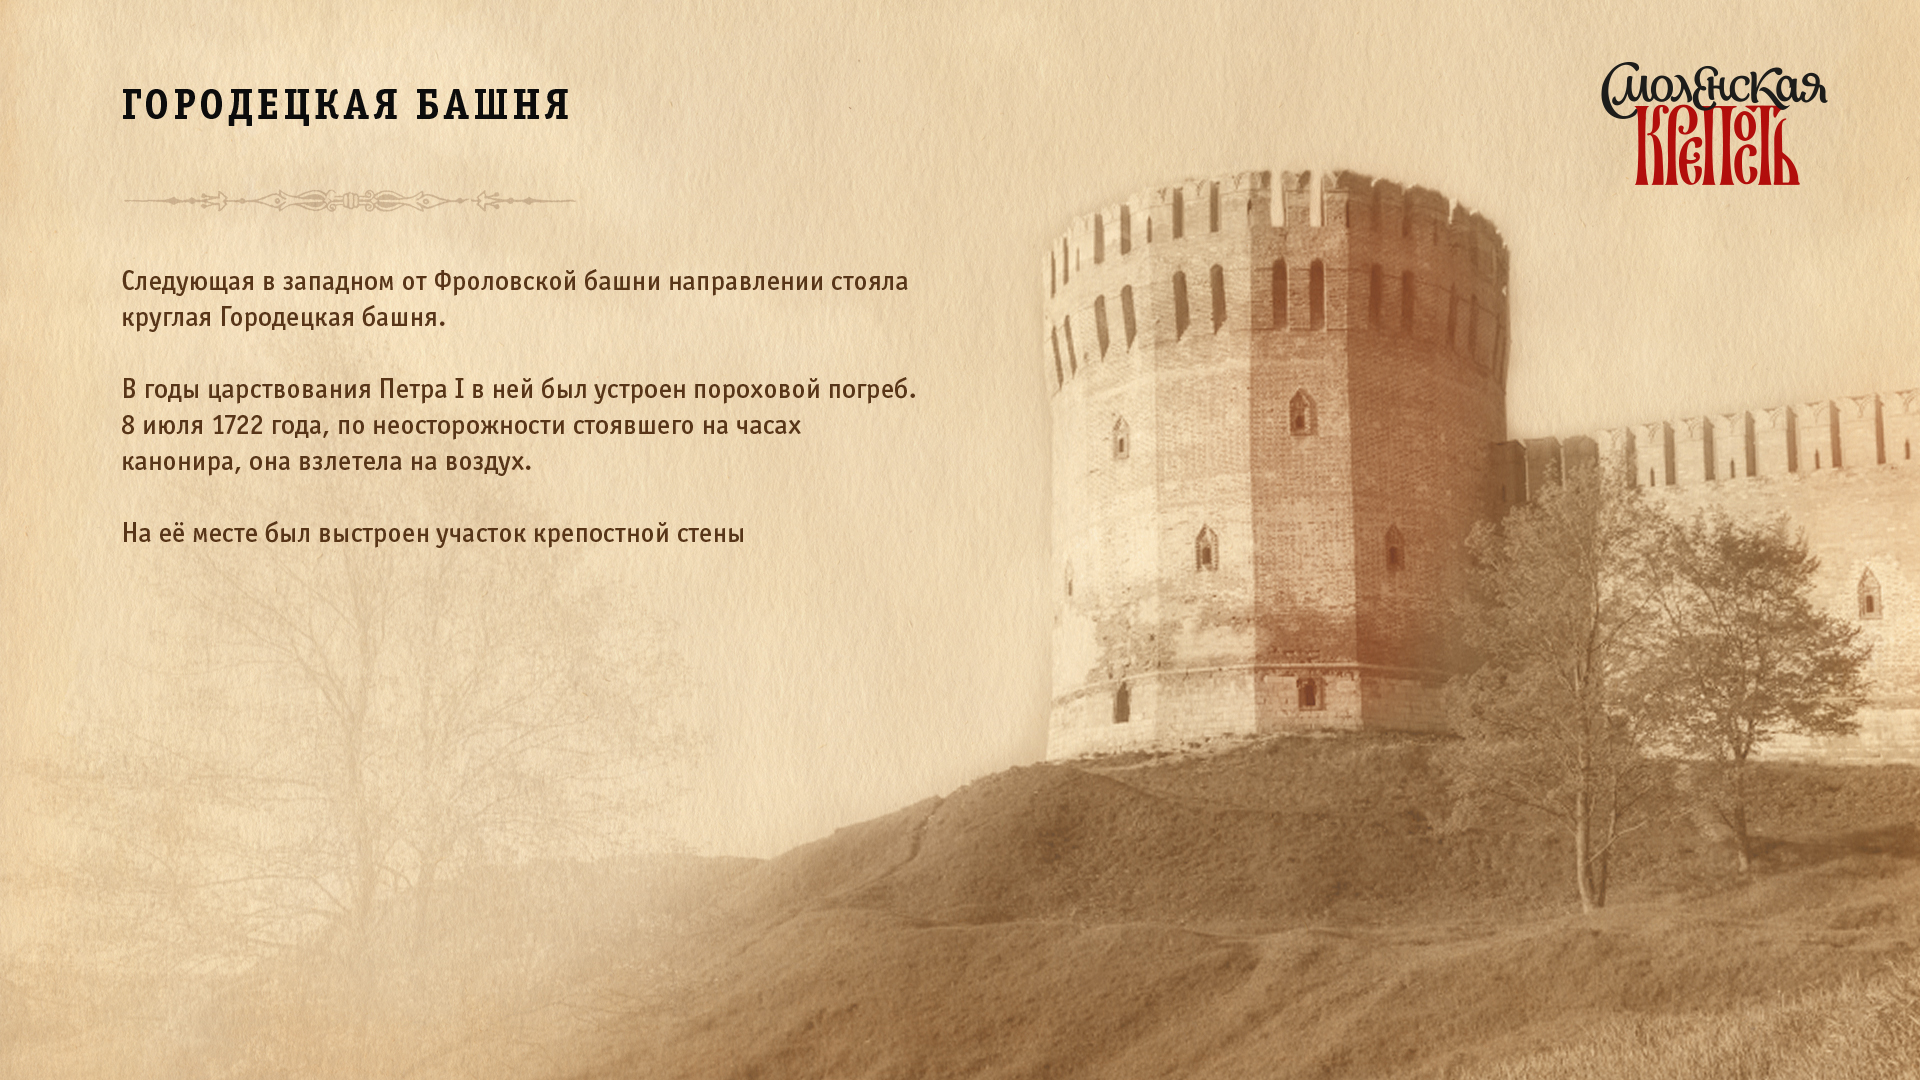 ГОРОДЕЦКАЯ БАШНЯ
Смоленская
КРЕПОСТЬ
Следующая в западном от Фроловской башни направлении стояла
круглая Городецкая башня.
В годы царствования Петра I в ней был устроен пороховой погреб.
8 июля 1722 года, по неосторожности стоявшего на часах
канонира, она взлетела на воздух.
На её месте был выстроен участок крепостной стены